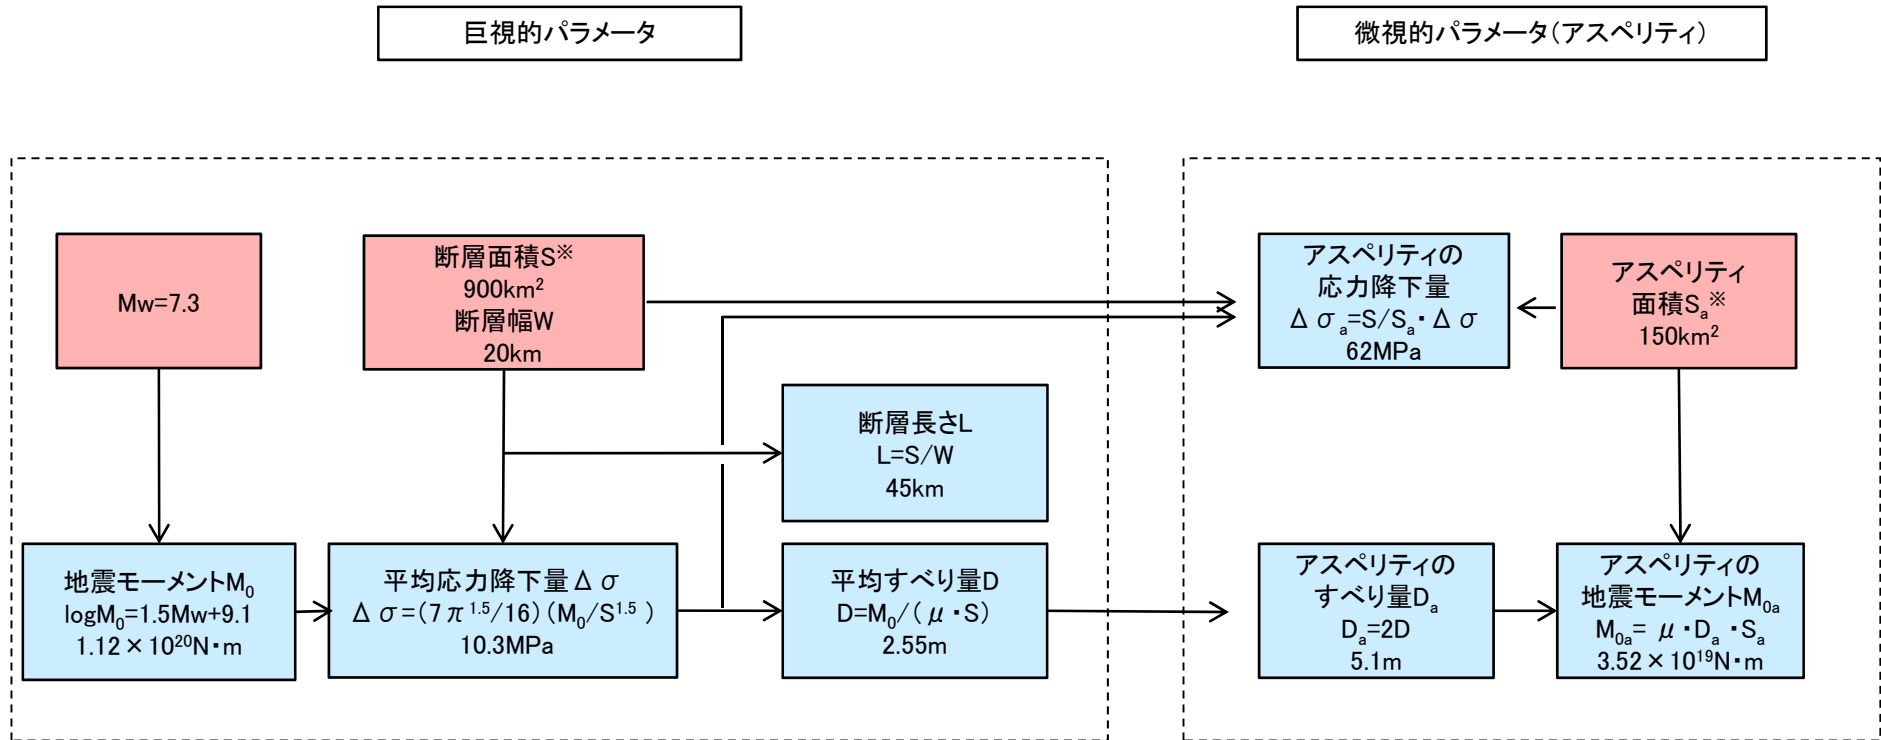 巨視的パラメータ
微視的パラメータ(アスペリティ)
Mw=7.3
断層面積S※
900km²
断層幅W
20km
アスペリティの
応力降下量
Δσₐ=S/Sₐ・Δσ
62MPa
アスペリティ
面積Sₐ※
150km²
断層長さL
L=S/W
45km
地震モーメントM₀
logM₀=1.5Mw+9.1
1.12×10²⁰N・m
平均応力降下量Δσ
Δσ=(7π¹·⁵/16)(M₀/S¹·⁵)
10.3MPa
平均すべり量D
D=M₀/(μ・S)
2.55m
アスペリティの
すべり量Dₐ
Dₐ=2D
5.1m
アスペリティの
地震モーメントM₀ₐ
M₀ₐ=μ・Dₐ・Sₐ
3.52×10¹⁹N・m